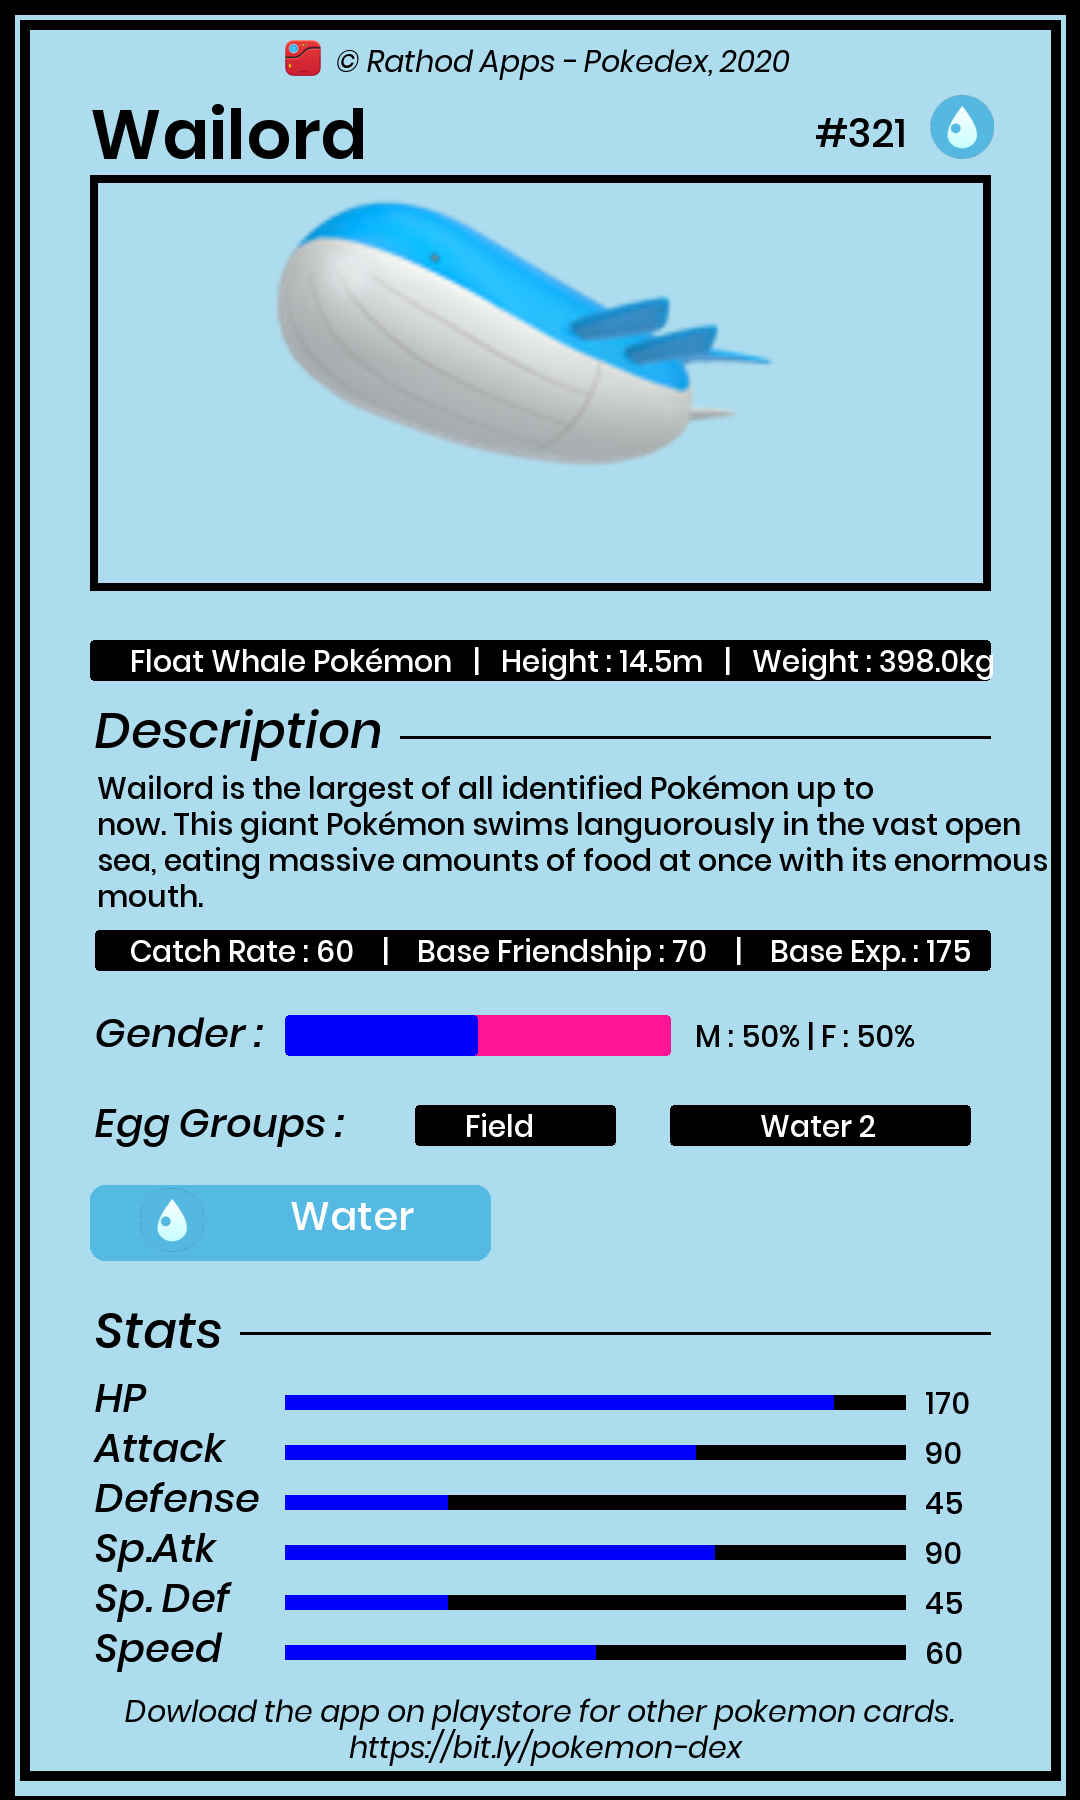 © Rathod Apps - Pokedex, 2020
Wailord #321
Float Whale Pokémon | Height : 14.5m | Weight : 398.0kg
Description
Wailord is the largest of all identified Pokémon up to
now. This giant Pokémon swims languorously in the vast open
sea, eating massive amounts of food at once with its enormous
mouth.
Catch Rate : 60 | Base Friendship : 70 | Base Exp. : 175
Gender : M : 50% | F : 50%
Egg Groups : Field Water 2
Water
Stats
HP 170
Attack 90
Defense 45
Sp.Atk 90
Sp. Def 45
Speed 60
Dowload the app on playstore for other pokemon cards.
https://bit.ly/pokemon-dex